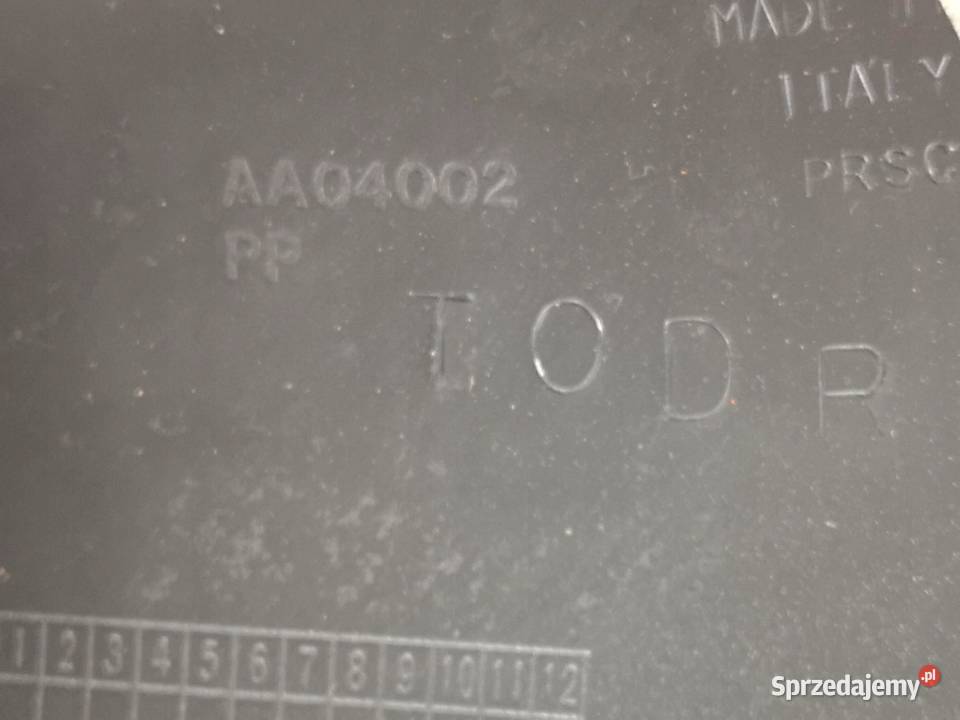 MADE
ITALY
PRSG
AA04002
PP
TODR
1 2 3 4 5 6 7 8 9 10 11 12
Sprzedajemy.pl